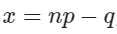 x = np − q